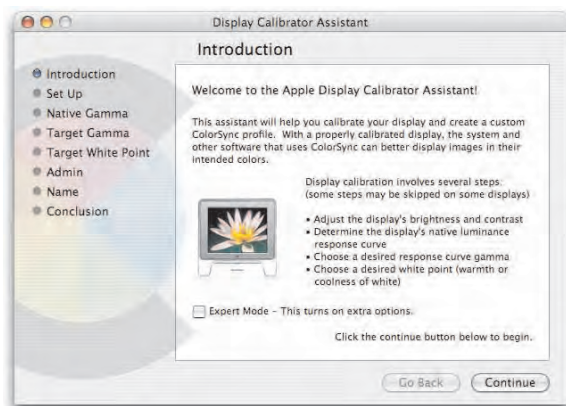 Display Calibrator Assistant
Introduction
Introduction
Set Up
Native Gamma
Target Gamma
Target White Point
Admin
Name
Conclusion
Welcome to the Apple Display Calibrator Assistant!
This assistant will help you calibrate your display and create a custom
ColorSync profile. With a properly calibrated display, the system and
other software that uses ColorSync can better display images in their
intended colors.
Display calibration involves several steps.
(some steps may be skipped on some displays)
• Adjust the display's brightness and contrast
• Determine the display's native luminance
response curve
• Choose a desired response curve gamma
• Choose a desired white point (warmth or
coolness of white)
Expert Mode – This turns on extra options.
Click the continue button below to begin.
Go Back
Continue